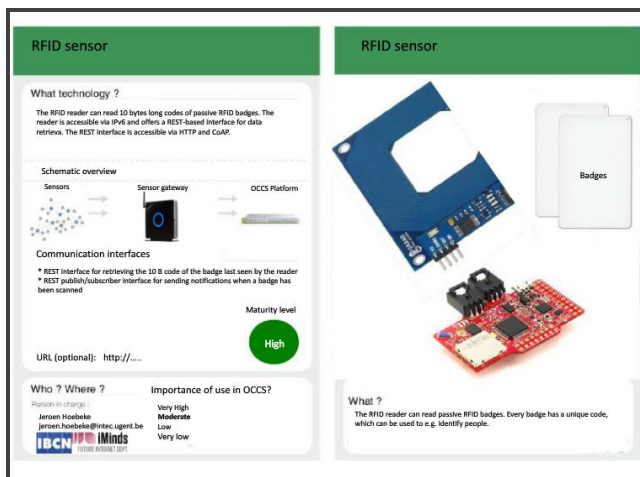 RFID sensor
What technology ?
The RFID reader can read 10 bytes long codes of passive RFID badges. The
reader is accessible via IPv6 and offers a REST-based interface for data
retrieva. The REST interface is accessible via HTTP and CoAP.
Schematic overview
Sensors
Sensor gateway
OCCS Platform
Communication interfaces
* REST interface for retrieving the 10 B code of the badge last seen by the reader
* REST publish/subscriber interface for sending notifications when a badge has
been scanned
Maturity level
High
URL (optional): http://.....
Who ? Where ?
Person in charge :
Jeroen Hoebeke
jeroen.hoebeke@intec.ugent.be
IBCN iMinds
FUTURE INTERNET DEPT.
Importance of use in OCCS?
Very High
Moderate
Low
Very low
RFID sensor
Badges
What ?
The RFID reader can read passive RFID badges. Every badge has a unique code,
which can be used to e.g. identify people.